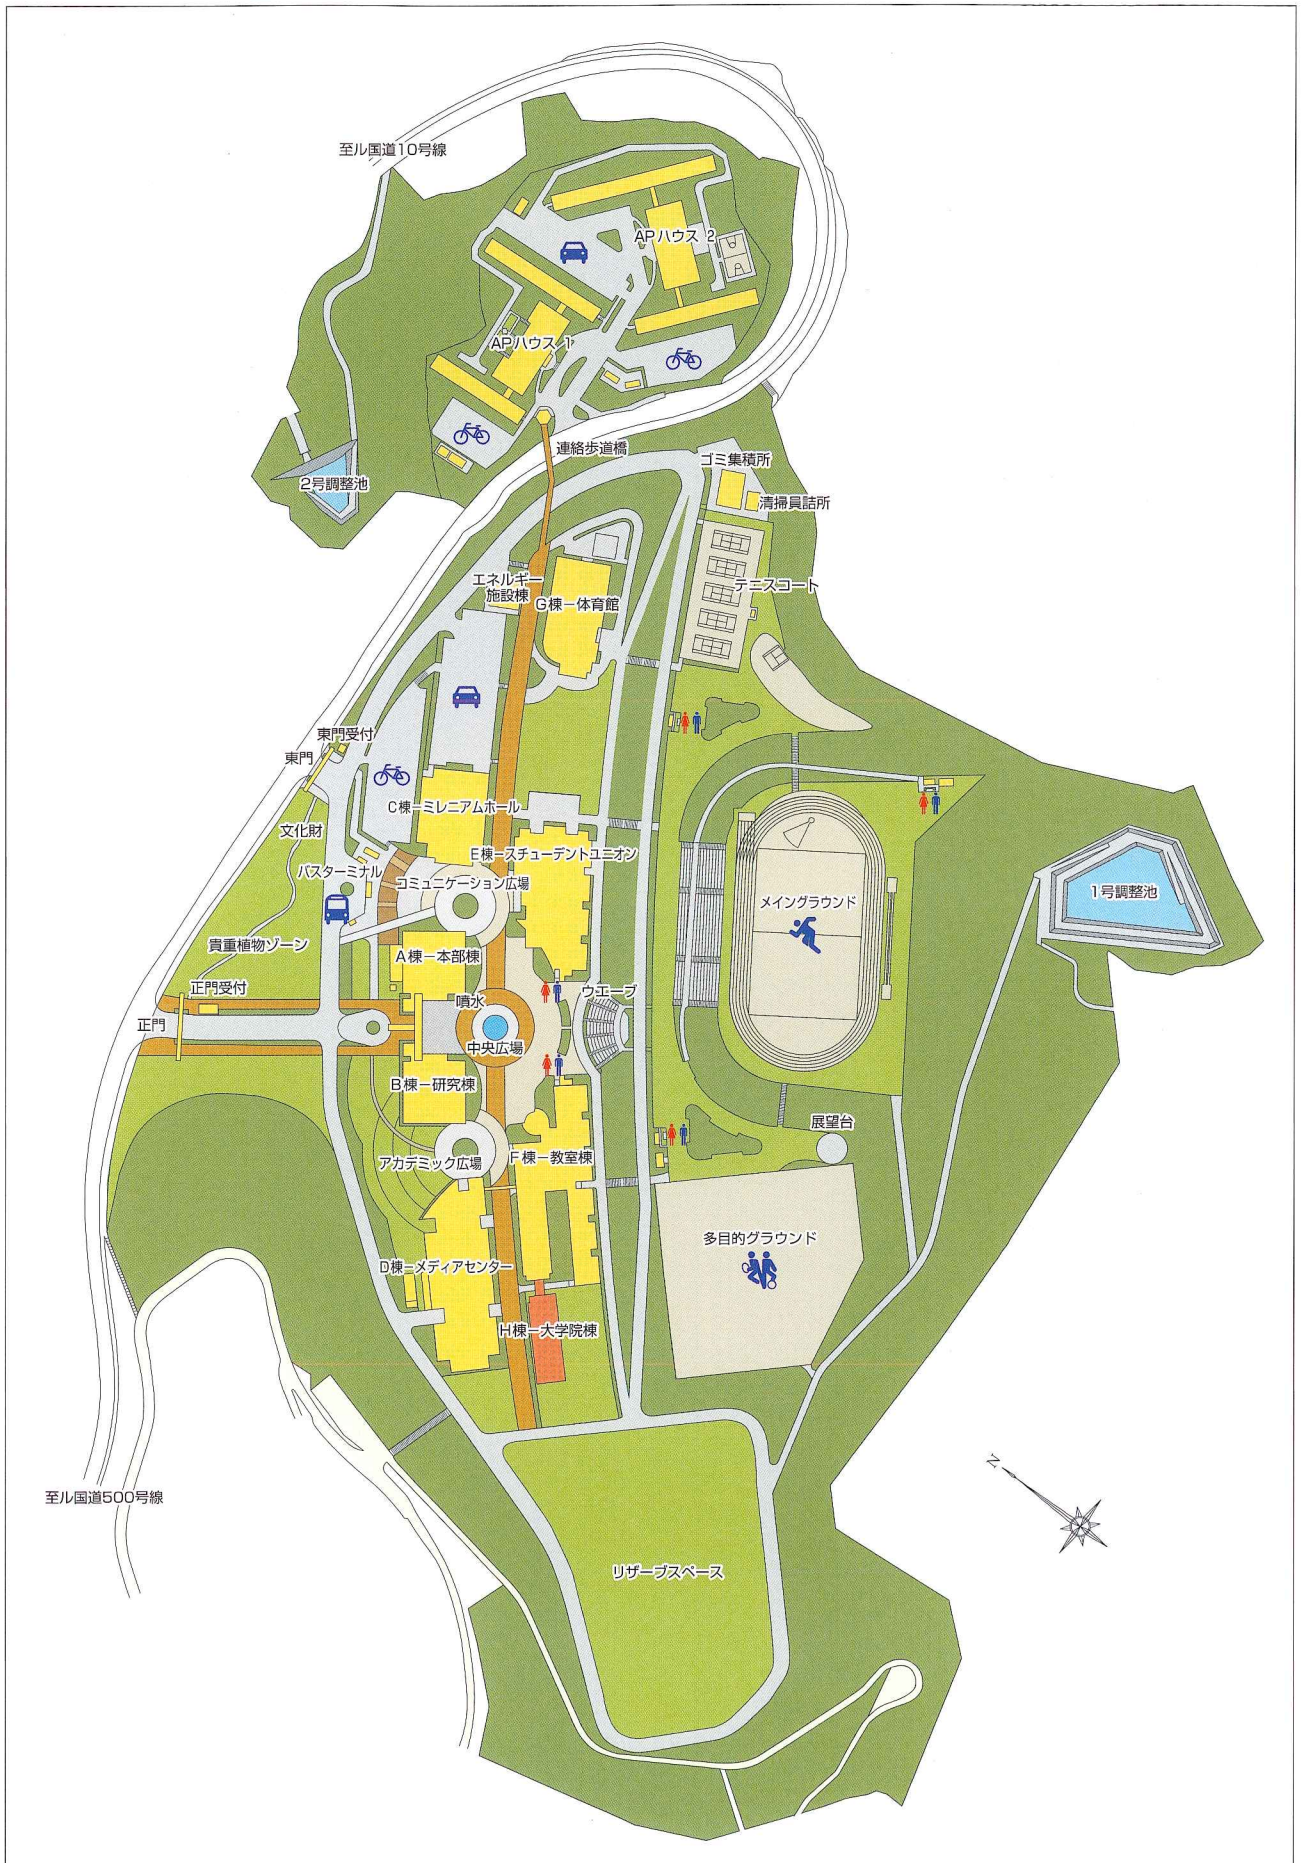 至ル国道10号線
APハウス 2
APハウス 1
連絡歩道橋
ゴミ集積所
2号調整池
清掃員詰所
エネルギー
施設棟
G棟－体育館
テニスコート
東門受付
東門
C棟－ミレニアムホール
文化財
E棟－スチューデントユニオン
バスターミナル
コミュニケーション広場
1号調整池
メイングラウンド
貴重植物ゾーン
A棟－本部棟
正門受付
噴水
ウエーブ
正門
中央広場
B棟－研究棟
展望台
アカデミック広場
F棟－教室棟
多目的グラウンド
D棟－メディアセンター
H棟－大学院棟
N
至ル国道500号線
リザーブスペース